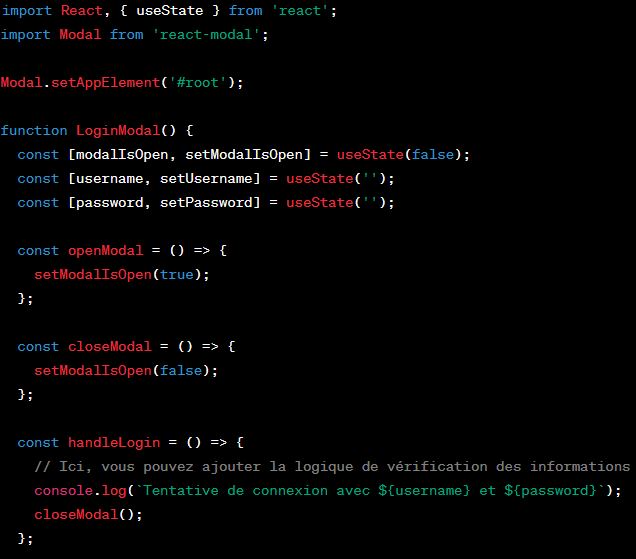 import React, { useState } from 'react';
import Modal from 'react-modal';
Modal.setAppElement('#root');
function LoginModal() {
const [modalIsOpen, setModalIsOpen] = useState(false);
const [username, setUsername] = useState('');
const [password, setPassword] = useState('');
const openModal = () => {
setModalIsOpen(true);
};
const closeModal = () => {
setModalIsOpen(false);
};
const handleLogin = () => {
// Ici, vous pouvez ajouter la logique de vérification des informations
console.log(`Tentative de connexion avec ${username} et ${password}`);
closeModal();
};